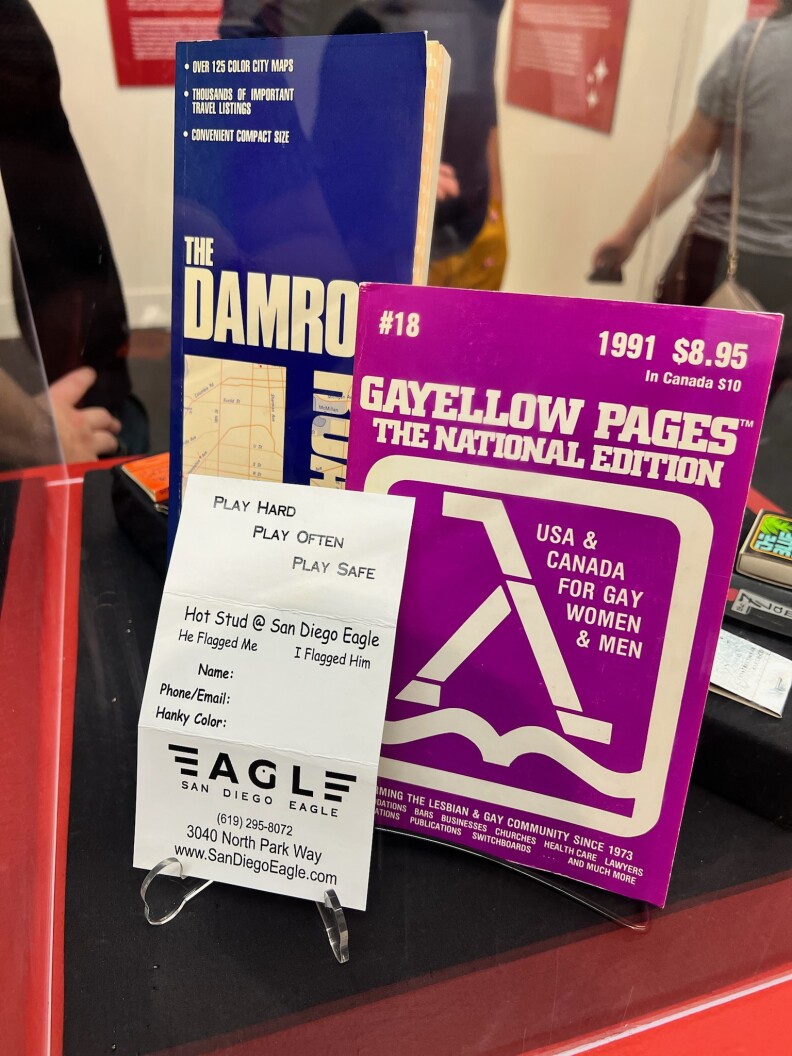 • OVER 125 COLOR CITY MAPS
• THOUSANDS OF IMPORTANT
TRAVEL LISTINGS
• CONVENIENT COMPACT SIZE
THE
DAMRO
#18
1991 $8.95
In Canada $10
GAYELLOW PAGES™
THE NATIONAL EDITION
USA &
CANADA
FOR GAY
WOMEN
& MEN
THE LESBIAN & GAY COMMUNITY SINCE 1973
BARS BUSINESSES CHURCHES HEALTH CARE LAWYERS
PUBLICATIONS SWITCHBOARDS ... AND MUCH MORE
PLAY HARD
PLAY OFTEN
PLAY SAFE
Hot Stud @ San Diego Eagle
He Flagged Me I Flagged Him
Name:
Phone/Email:
Hanky Color:
EAGLE
SAN DIEGO EAGLE
(619) 295-8072
3040 North Park Way
www.SanDiegoEagle.com